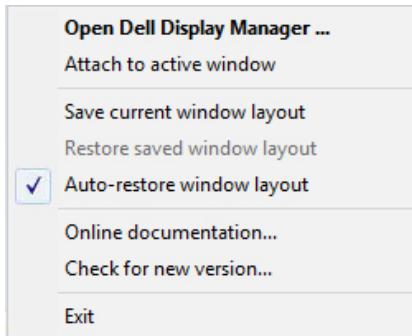 Open Dell Display Manager ...
Attach to active window
Save current window layout
Restore saved window layout
Auto-restore window layout
Online documentation...
Check for new version...
Exit